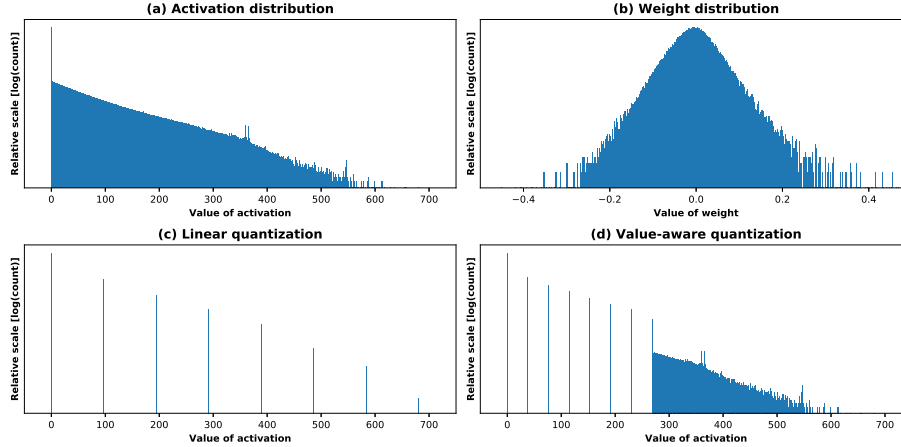 (a) Activation distribution
Relative scale [log(count)]
0 100 200 300 400 500 600 700
Value of activation
(b) Weight distribution
Relative scale [log(count)]
−0.4 −0.2 0.0 0.2 0.4
Value of weight
(c) Linear quantization
Relative scale [log(count)]
0 100 200 300 400 500 600 700
Value of activation
(d) Value-aware quantization
Relative scale [log(count)]
0 100 200 300 400 500 600 700
Value of activation